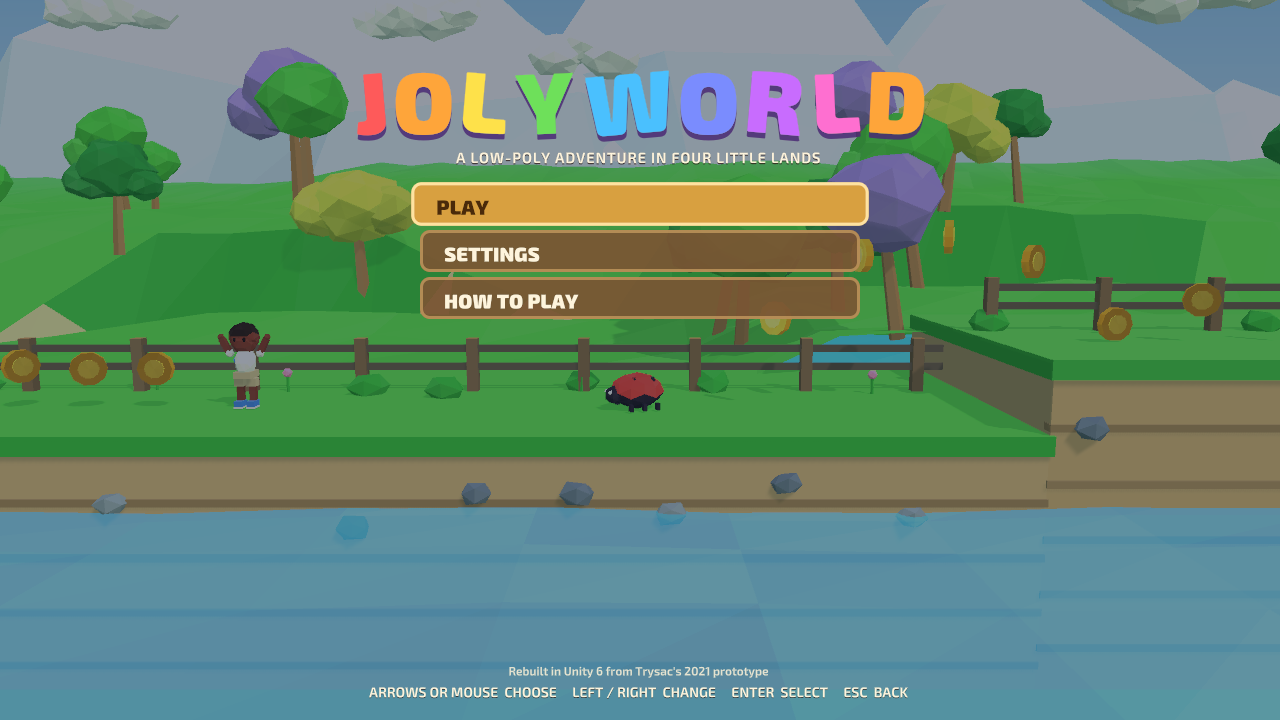 JOLYWORLD
A LOW-POLY ADVENTURE IN FOUR LITTLE LANDS
PLAY
SETTINGS
HOW TO PLAY
Rebuilt in Unity 6 from Trysac's 2021 prototype
ARROWS OR MOUSE CHOOSE LEFT / RIGHT CHANGE ENTER SELECT ESC BACK